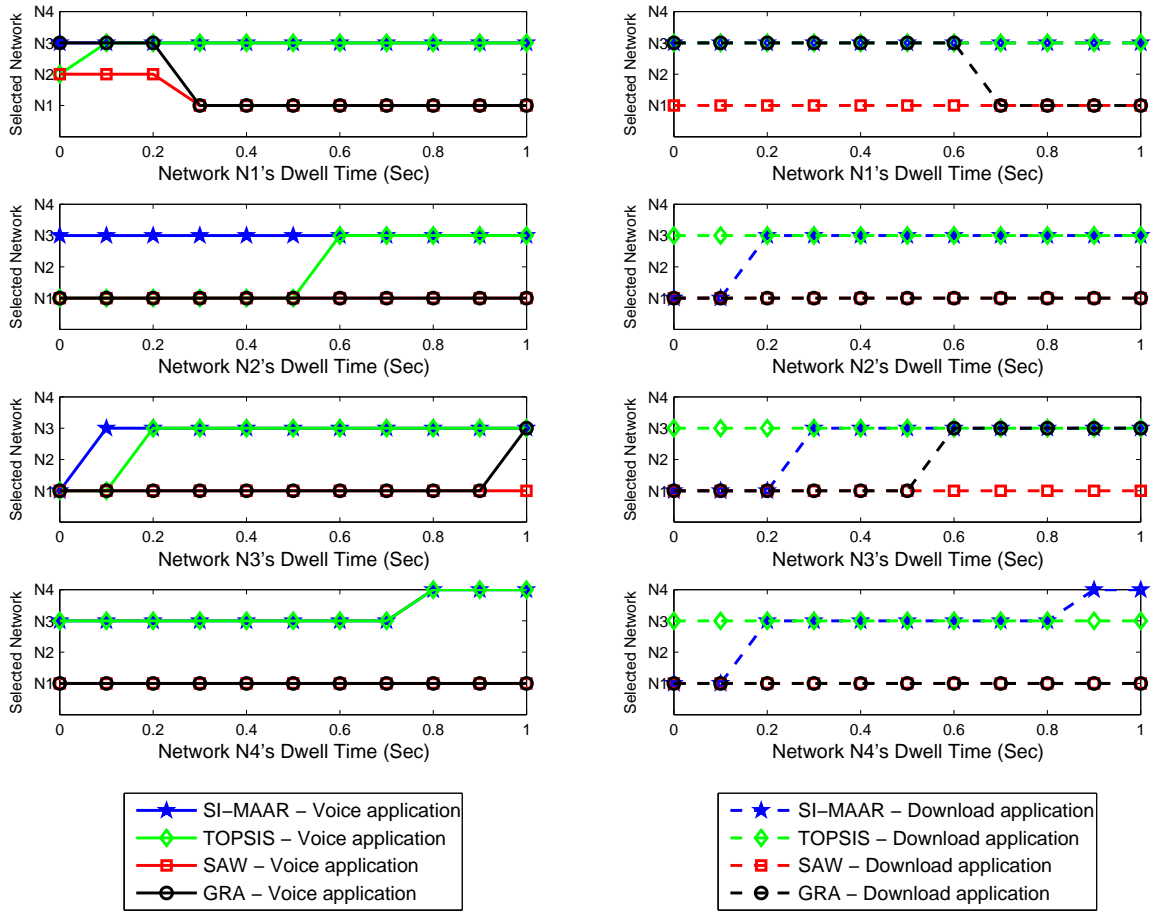 N4
N3
N2
N1
Selected Network
0 0.2 0.4 0.6 0.8 1
Network N1's Dwell Time (Sec)
N4
N3
N2
N1
Selected Network
0 0.2 0.4 0.6 0.8 1
Network N1's Dwell Time (Sec)
N4
N3
N2
N1
Selected Network
0 0.2 0.4 0.6 0.8 1
Network N2's Dwell Time (Sec)
N4
N3
N2
N1
Selected Network
0 0.2 0.4 0.6 0.8 1
Network N2's Dwell Time (Sec)
N4
N3
N2
N1
Selected Network
0 0.2 0.4 0.6 0.8 1
Network N3's Dwell Time (Sec)
N4
N3
N2
N1
Selected Network
0 0.2 0.4 0.6 0.8 1
Network N3's Dwell Time (Sec)
N4
N3
N2
N1
Selected Network
0 0.2 0.4 0.6 0.8 1
Network N4's Dwell Time (Sec)
N4
N3
N2
N1
Selected Network
0 0.2 0.4 0.6 0.8 1
Network N4's Dwell Time (Sec)
SI−MAAR − Voice application
TOPSIS − Voice application
SAW − Voice application
GRA − Voice application
SI−MAAR − Download application
TOPSIS − Download application
SAW − Download application
GRA − Download application